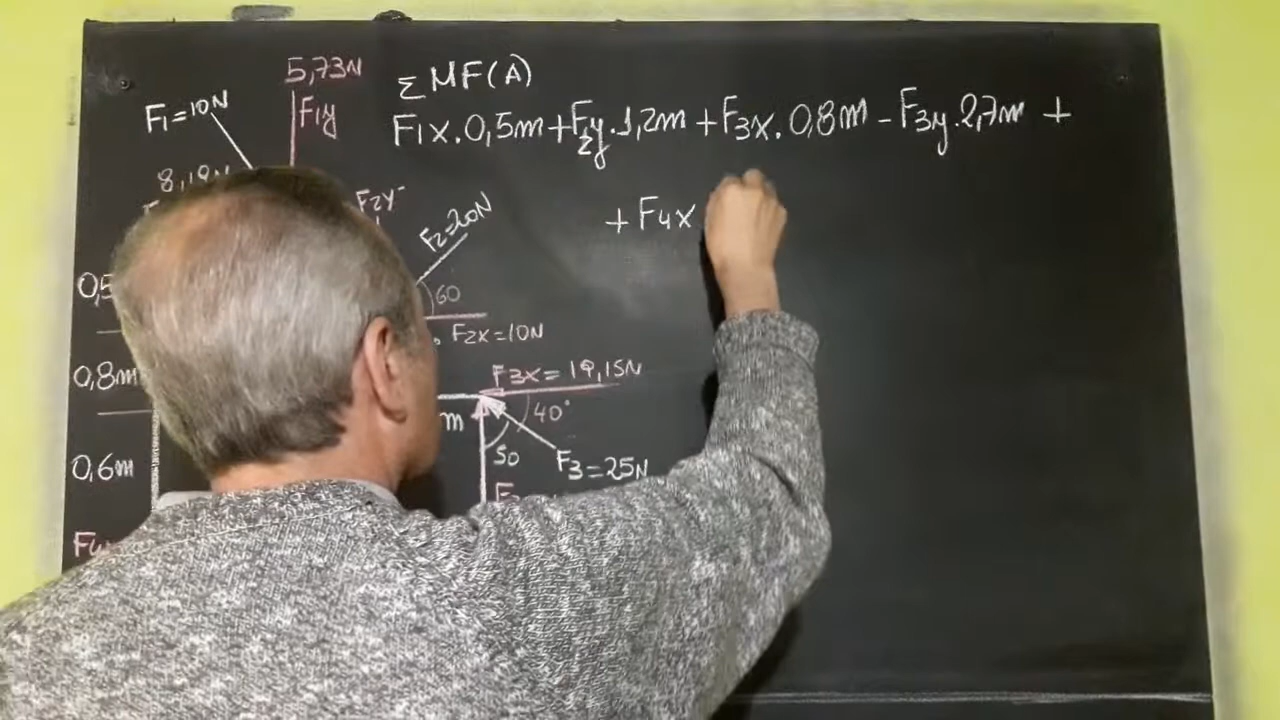 5,73N
ΣMF(A)
F1=10N
F1y
F1x.0,5m+F2y.1,2m+F3x.0,8m-F3y.2,7m +
8,19N
F2y
F2=20N
+F4x
0,5
60
F2x=10N
0,8m
F3x=19,15N
m
40°
50
0,6m
F3=25N